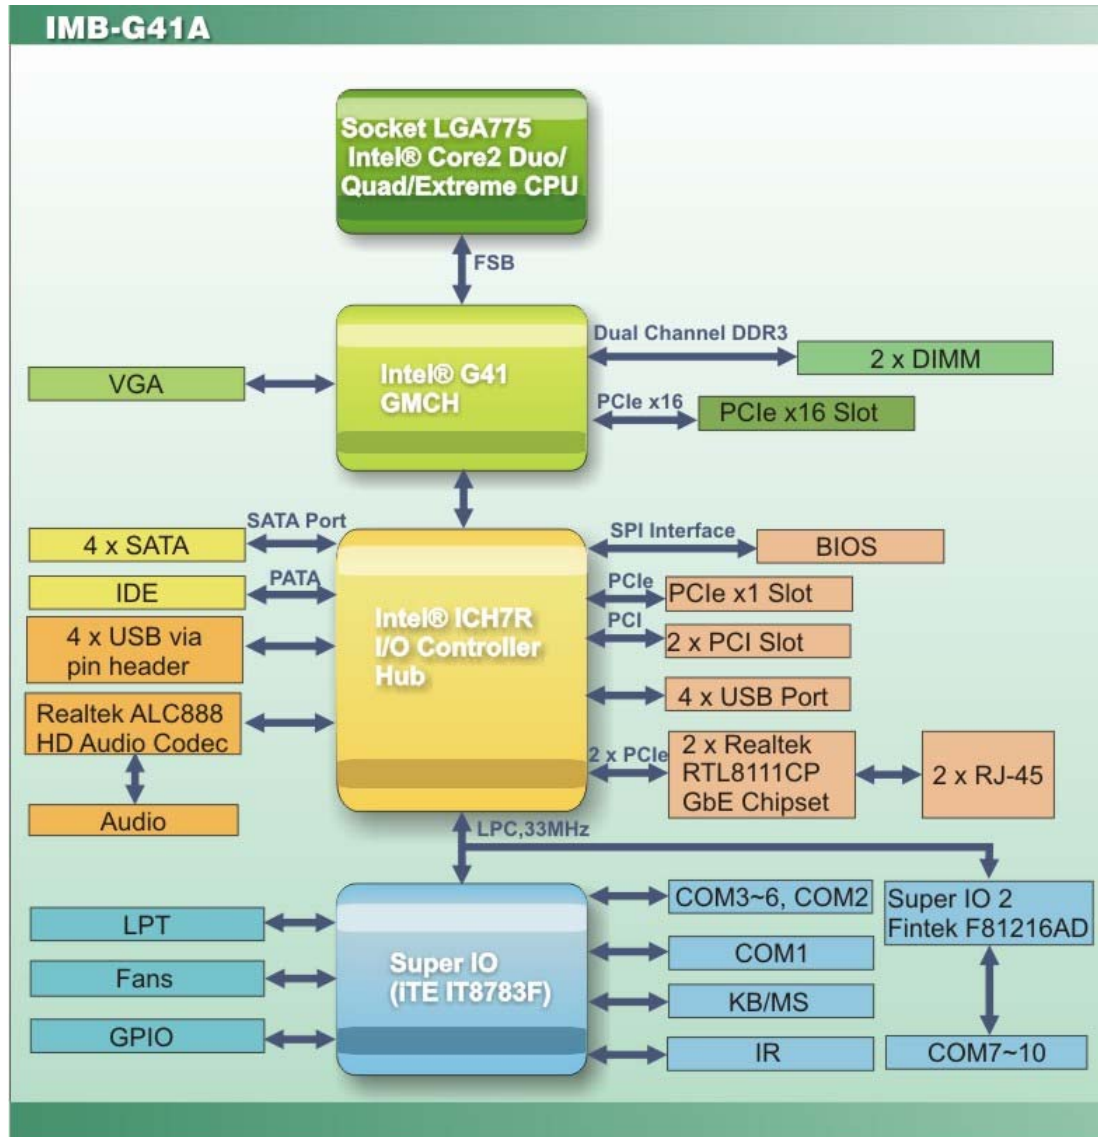 IMB-G41A
Socket LGA775
Intel® Core2 Duo/
Quad/Extreme CPU
FSB
Intel® G41
GMCH
VGA
Dual Channel DDR3
2 x DIMM
PCIe x16
PCIe x16 Slot
SATA Port
4 x SATA
PATA
IDE
4 x USB via
pin header
Realtek ALC888
HD Audio Codec
Audio
Intel® ICH7R
I/O Controller
Hub
SPI Interface
BIOS
PCIe
PCIe x1 Slot
PCI
2 x PCI Slot
4 x USB Port
2 x PCIe
2 x Realtek
RTL8111CP
GbE Chipset
2 x RJ-45
LPC,33MHz
LPT
Fans
GPIO
Super IO
(iTE IT8783F)
COM3~6, COM2
COM1
KB/MS
IR
Super IO 2
Fintek F81216AD
COM7~10